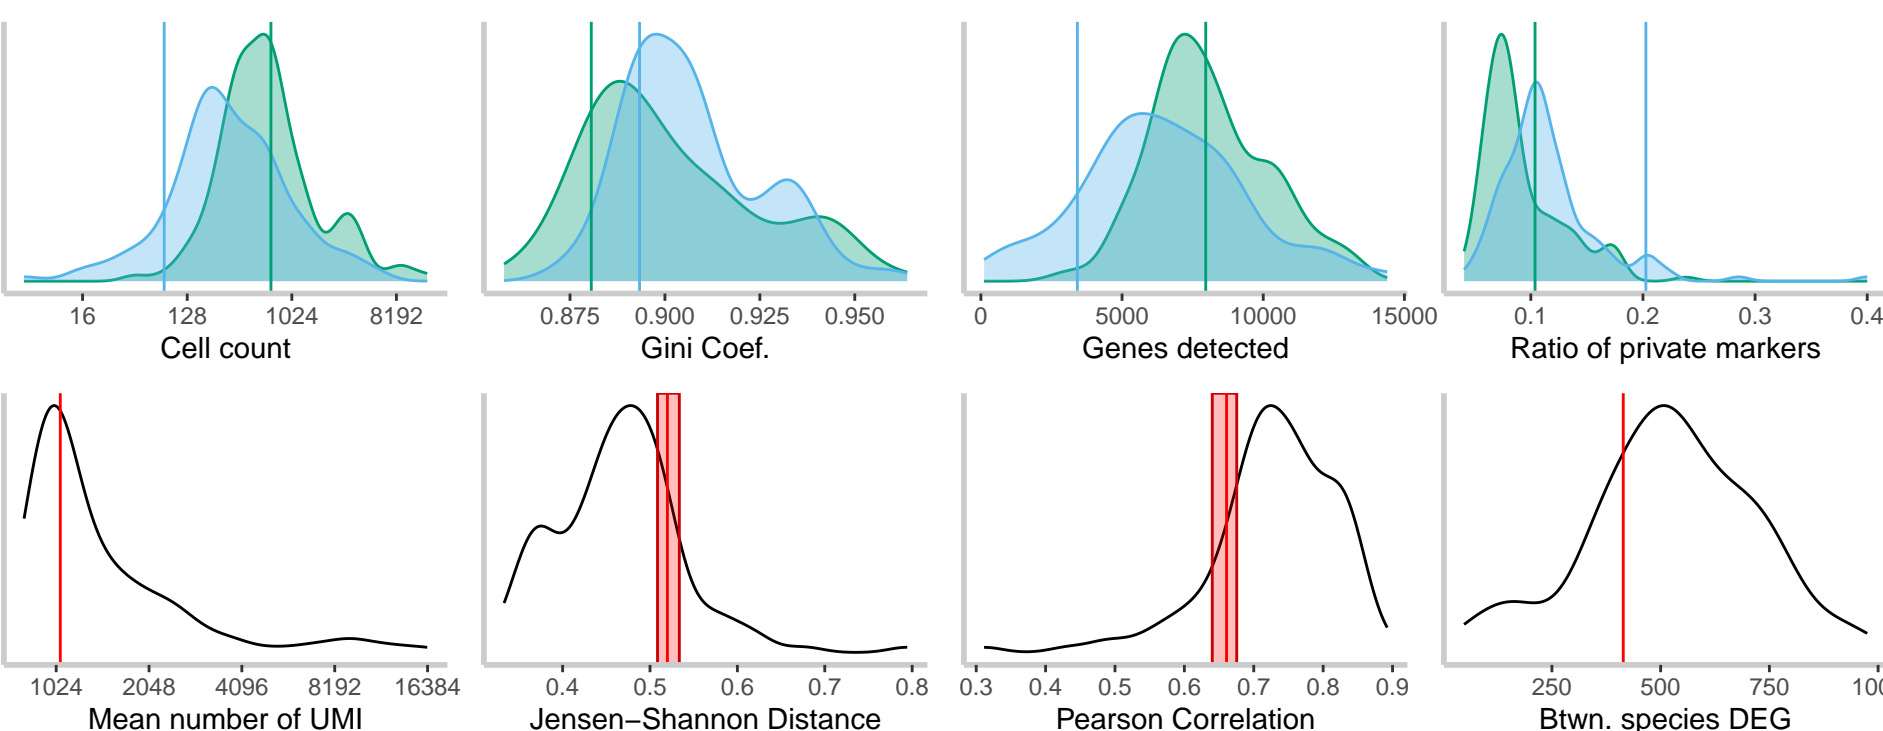 16 128 1024 8192
Cell count
0.875 0.900 0.925 0.950
Gini Coef.
0 5000 10000 15000
Genes detected
0.1 0.2 0.3 0.4
Ratio of private markers
1024 2048 4096 8192 16384
Mean number of UMI
0.4 0.5 0.6 0.7 0.8
Jensen−Shannon Distance
0.3 0.4 0.5 0.6 0.7 0.8 0.9
Pearson Correlation
250 500 750
Btwn. species DEG